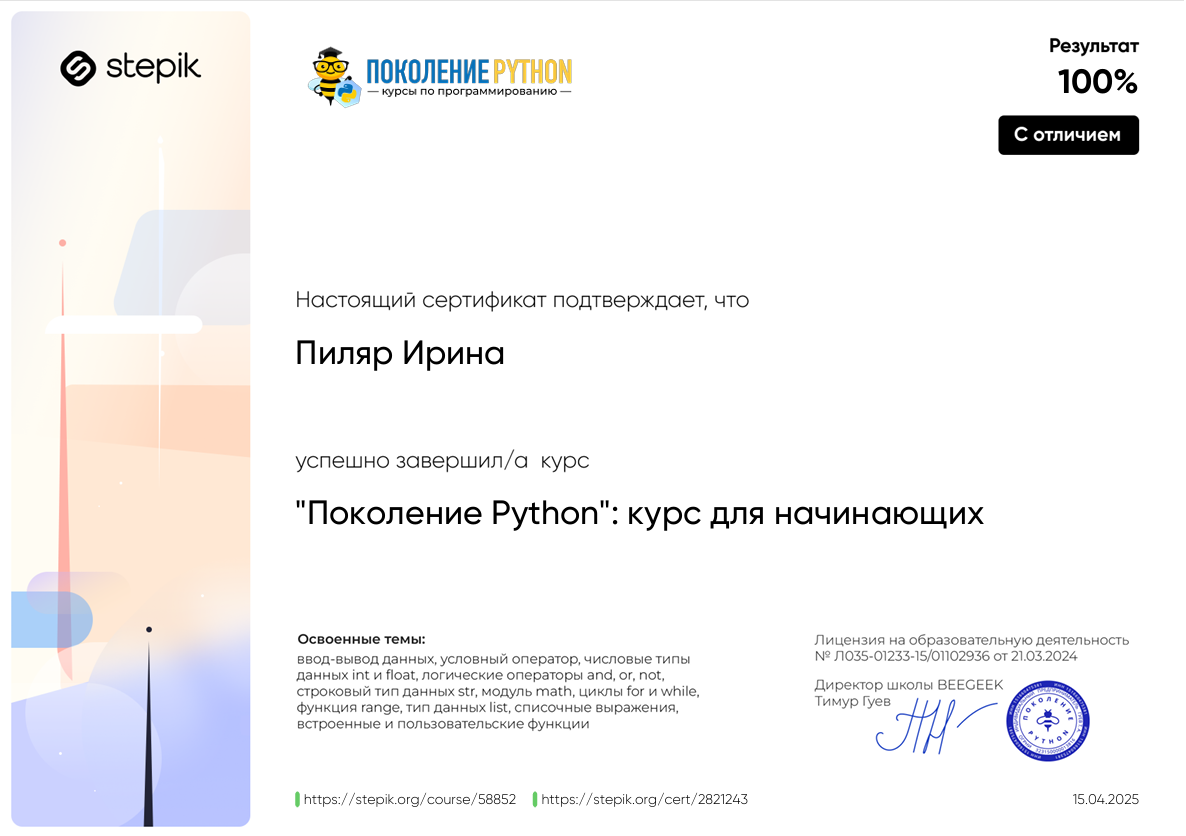 stepik
ПОКОЛЕНИЕ PYTHON
— курсы по программированию —
Результат
100%
С отличием
Настоящий сертификат подтверждает, что
Пиляр Ирина
успешно завершил/а курс
"Поколение Python": курс для начинающих
Освоенные темы:
ввод-вывод данных, условный оператор, числовые типы
данных int и float, логические операторы and, or, not,
строковый тип данных str, модуль math, циклы for и while,
функция range, тип данных list, списочные выражения,
встроенные и пользовательские функции
Лицензия на образовательную деятельность
№ Л035-01233-15/01102936 от 21.03.2024
Директор школы BEEGEEK
Тимур Гуев
ПОКОЛЕНИЕ
PYTHON
https://stepik.org/course/58852
https://stepik.org/cert/2821243
15.04.2025